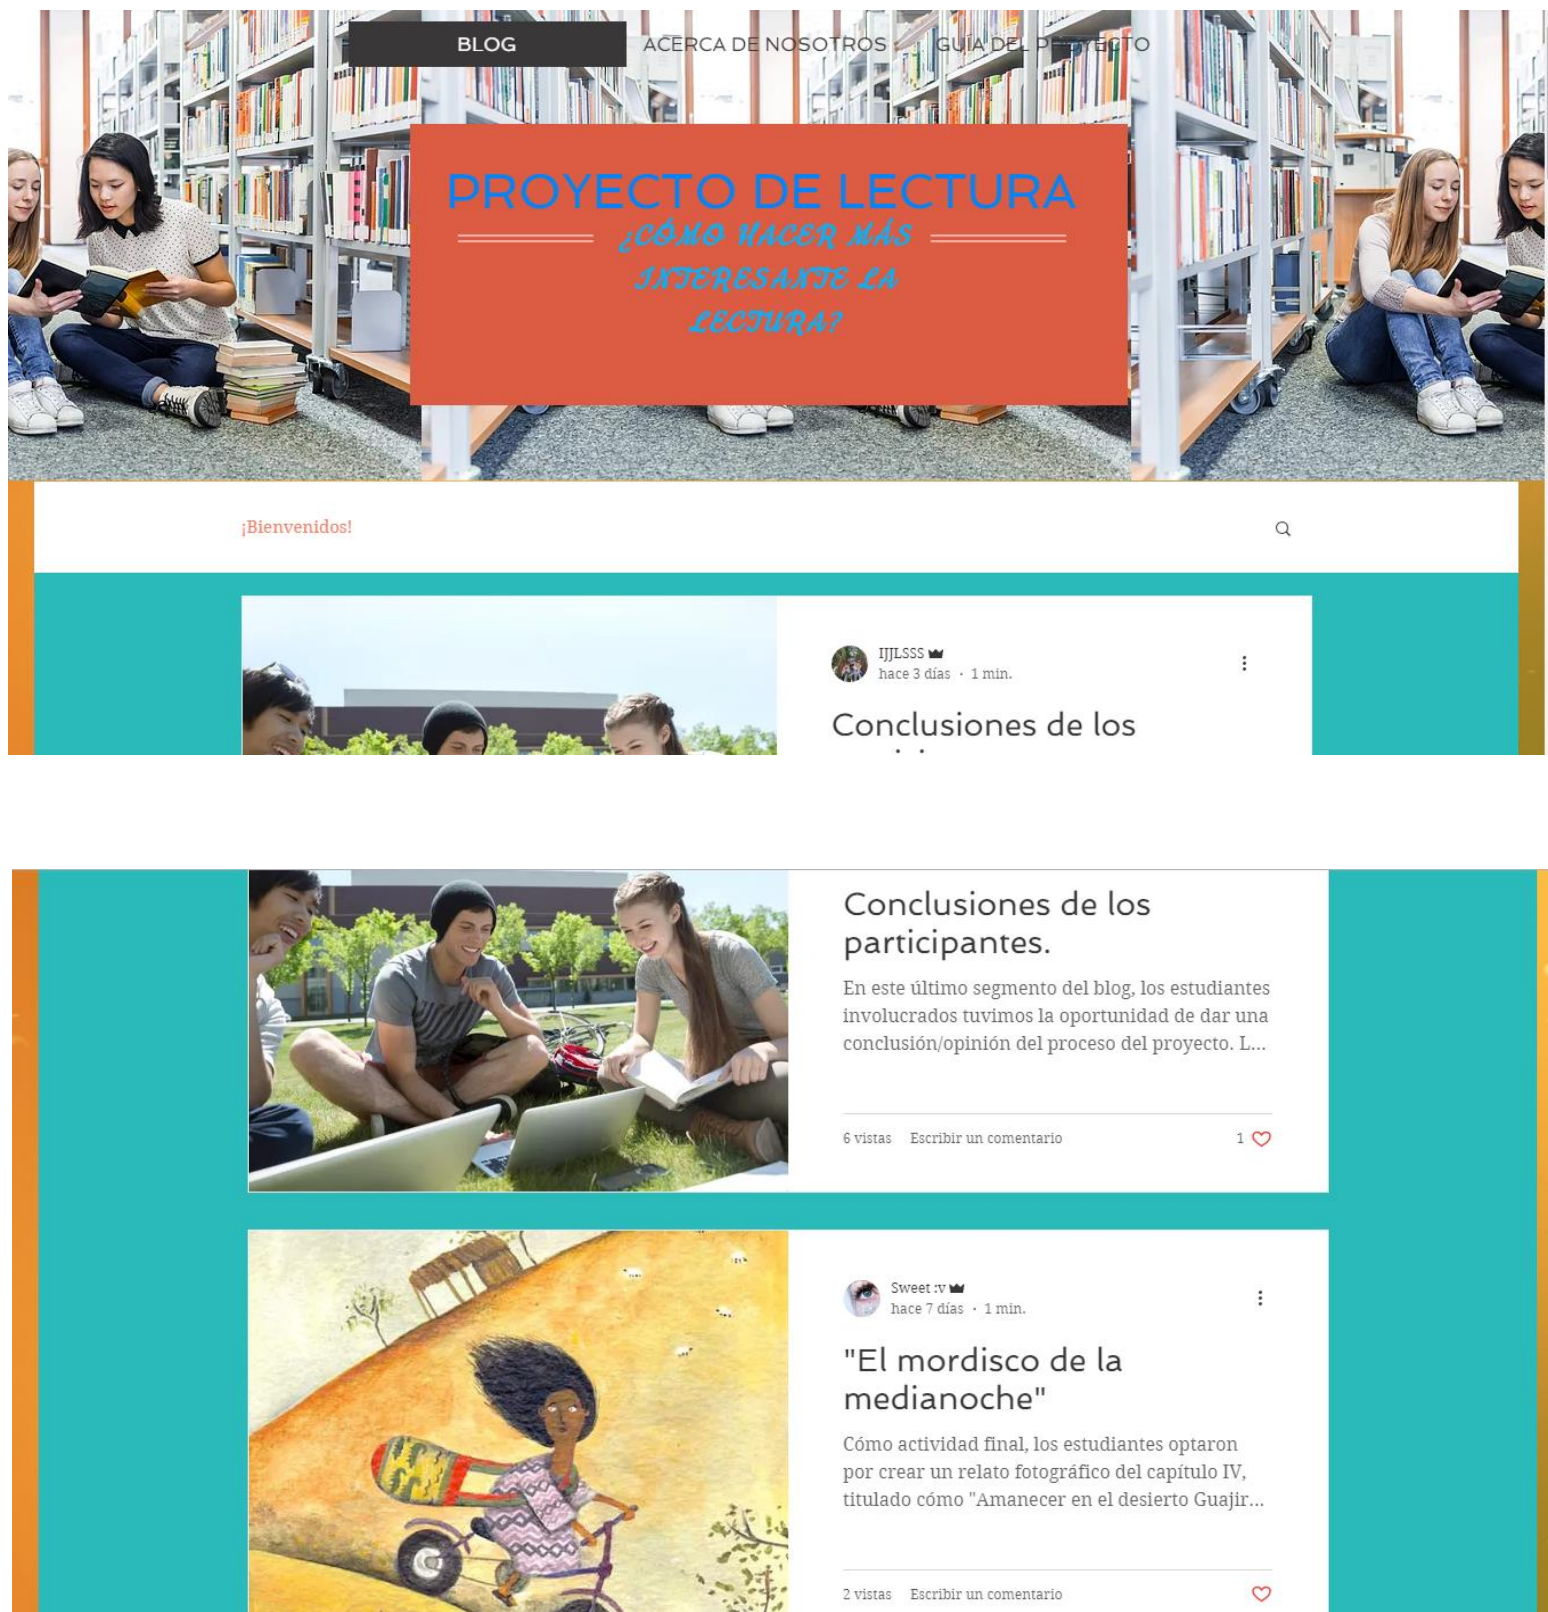 BLOG
ACERCA DE NOSOTROS
GUÍA DEL PROYECTO
PROYECTO DE LECTURA
¿CÓMO HACER MÁS
INTERESANTE LA
LECTURA?
¡Bienvenidos!
IJJLSSS
hace 3 días · 1 min.
Conclusiones de los
Conclusiones de los
participantes.
En este último segmento del blog, los estudiantes
involucrados tuvimos la oportunidad de dar una
conclusión/opinión del proceso del proyecto. L...
6 vistas Escribir un comentario 1
Sweet :v
hace 7 días · 1 min.
"El mordisco de la
medianoche"
Cómo actividad final, los estudiantes optaron
por crear un relato fotográfico del capítulo IV,
titulado cómo "Amanecer en el desierto Guajir...
2 vistas Escribir un comentario